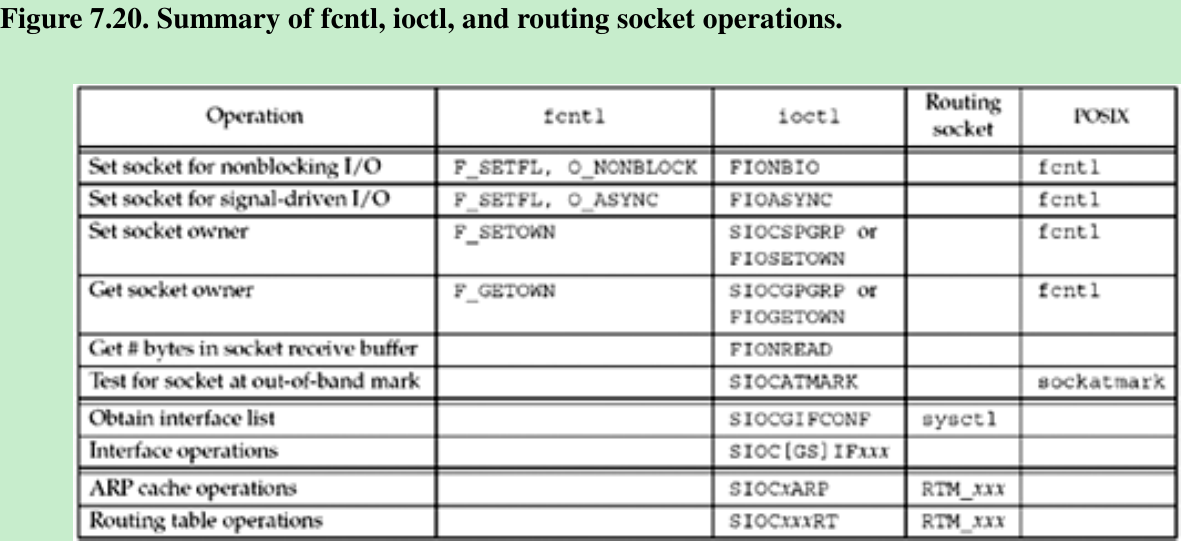 Figure 7.20. Summary of fcntl, ioctl, and routing socket operations.
Operation fcntl ioctl Routing socket POSIX
Set socket for nonblocking I/O F_SETFL, O_NONBLOCK FIONBIO fcntl
Set socket for signal-driven I/O F_SETFL, O_ASYNC FIOASYNC fcntl
Set socket owner F_SETOWN SIOCSPGRP or fcntl
FIOSETOWN
Get socket owner F_GETOWN SIOCGPGRP or fcntl
FIOGETOWN
Get # bytes in socket receive buffer FIONREAD
Test for socket at out-of-band mark SIOCATMARK sockatmark
Obtain interface list SIOCGIFCONF sysctl
Interface operations SIOC[GS]IFxxx
ARP cache operations SIOCxARP RTM_xxx
Routing table operations SIOCxxxRT RTM_xxx